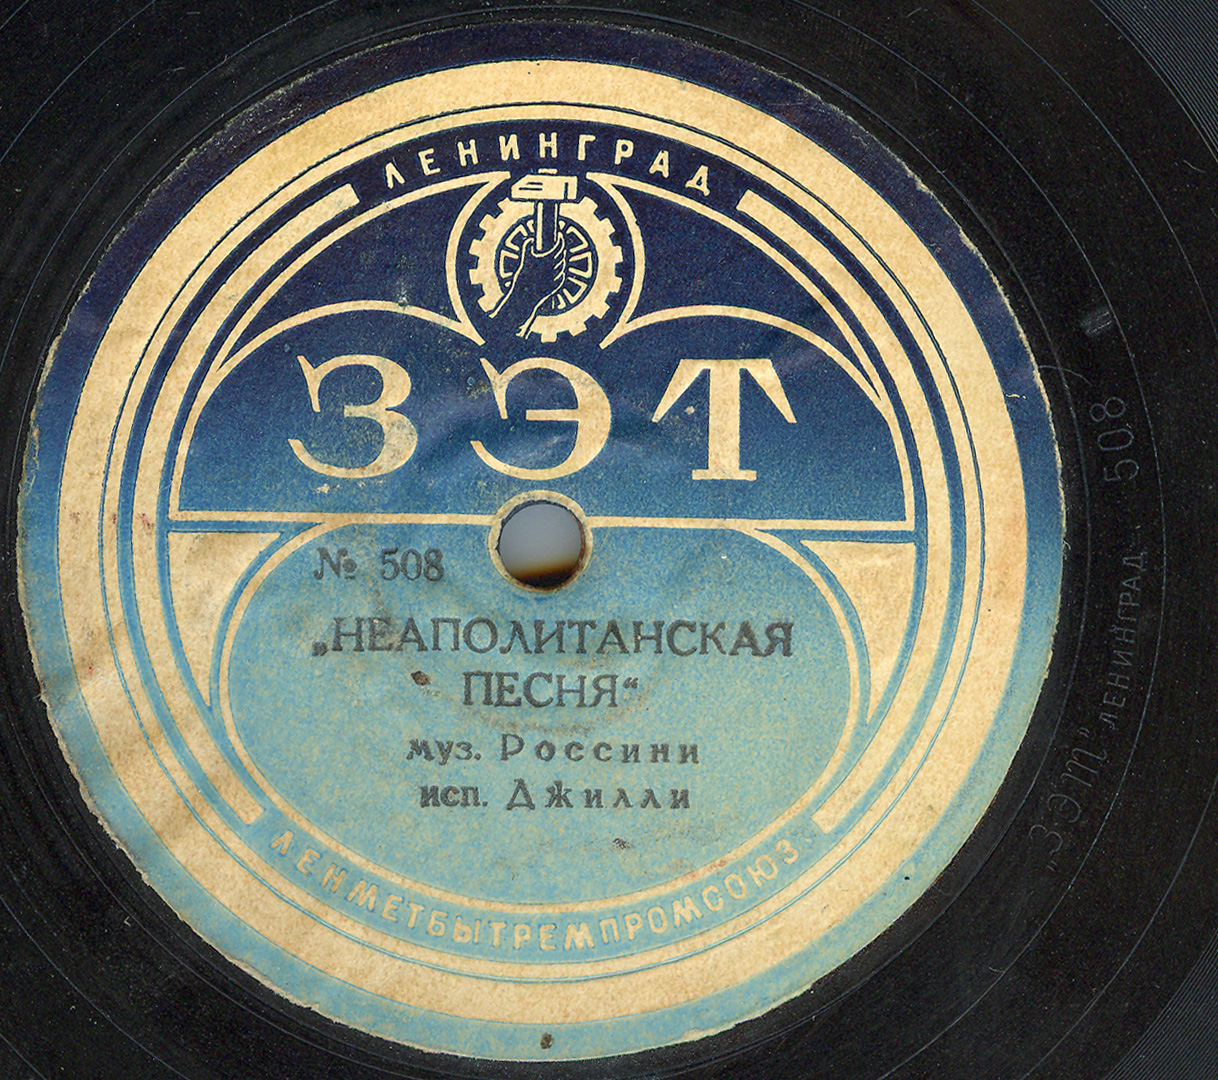 ЛЕНИНГРАД
ЗЭТ
№ 508
„НЕАПОЛИТАНСКАЯ
ПЕСНЯ“
муз. Россини
исп. Джилли
ЛЕНМЕТБЫТРЕМПРОМСОЮЗ
„ЗЭТ“ ЛЕНИНГРАД 508